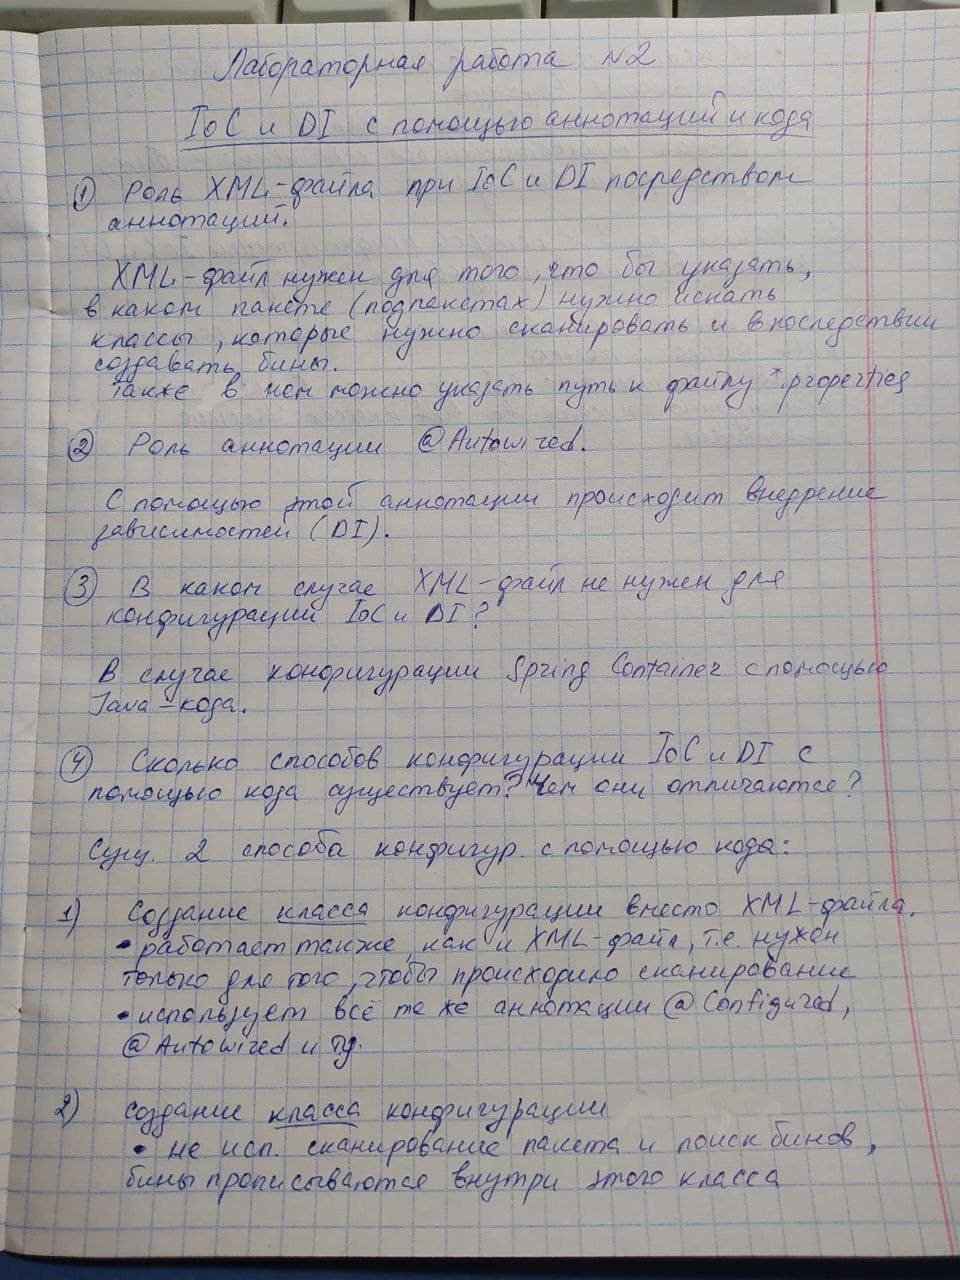 Лабораторная работа №2
IoC и DI с помощью аннотаций и кода
① Роль XML-файла при IoC и DI посредством
аннотаций.
XML-файл нужен для того, что бы указать,
в каком пакете (подпекетах) нужно искать
классы, которые нужно сканировать и впоследствии
создавать бины.
Также в нем можно указать путь к файлу *.properties
② Роль аннотации @Autowired.
С помощью этой аннотации происходит внедрение
зависимостей (DI).
③ В каком случае XML-файл не нужен для
конфигурации IoC и DI?
В случае конфигурации Spring Container с помощью
Java-кода.
④ Сколько способов конфигурации IoC и DI с
помощью кода существует? Чем они отличаются?
Сущ. 2 способа конфигур. с помощью кода:
1) Создание класса конфигурации вместо XML-файла.
• работает также, как и XML-файл, т.е. нужен
только для того, чтобы происходило сканирование
• использует всё те же аннотации @Configured,
@Autowired и тд.
2) создание класса конфигурации
• не исп. сканирование пакета и поиск бинов,
бины прописываются внутри этого класса